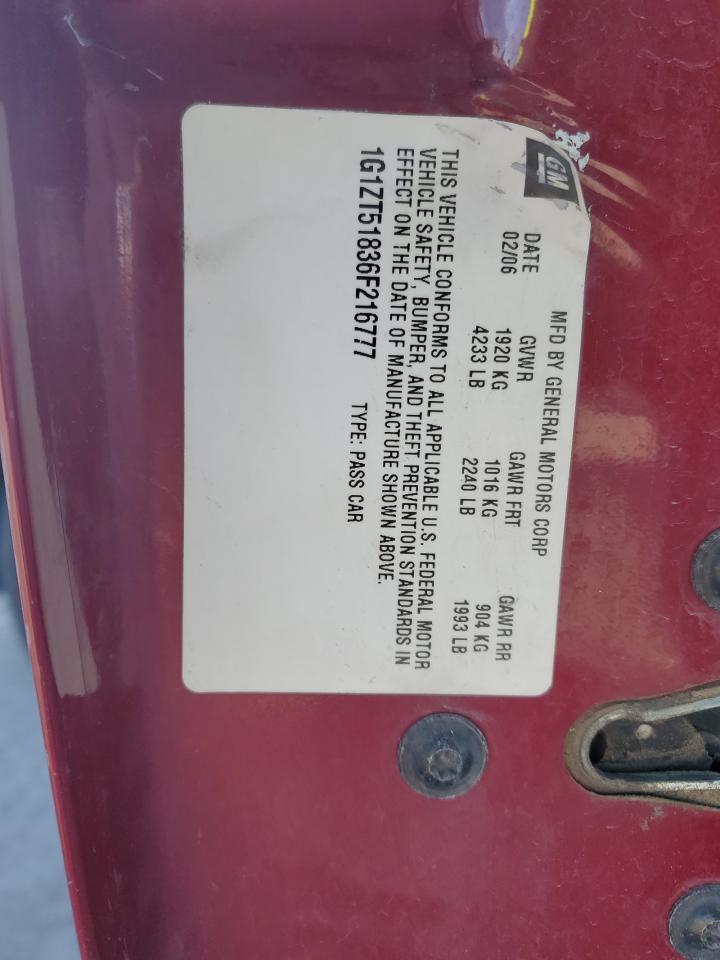 GM
MFD BY GENERAL MOTORS CORP
DATE GVWR GAWR FRT GAWR RR
02/06 1920 KG 1016 KG 904 KG
4233 LB 2240 LB 1993 LB
THIS VEHICLE CONFORMS TO ALL APPLICABLE U.S. FEDERAL MOTOR
VEHICLE SAFETY, BUMPER, AND THEFT PREVENTION STANDARDS IN
EFFECT ON THE DATE OF MANUFACTURE SHOWN ABOVE.
1G1ZT51836F216777 TYPE: PASS CAR